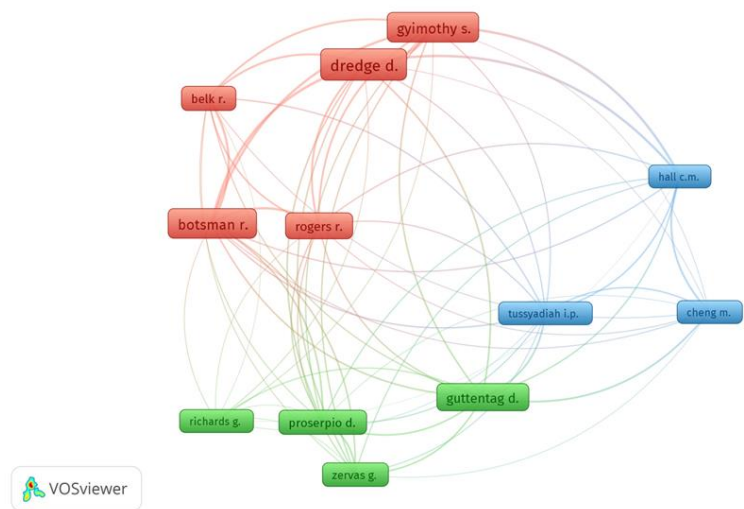 gyimothy s.
dredge d.
belk r.
hall c.m.
botsman r.
rogers r.
tussyadiah i.p.
cheng m.
guttentag d.
richards g.
proserpio d.
zervas g.
VOSviewer